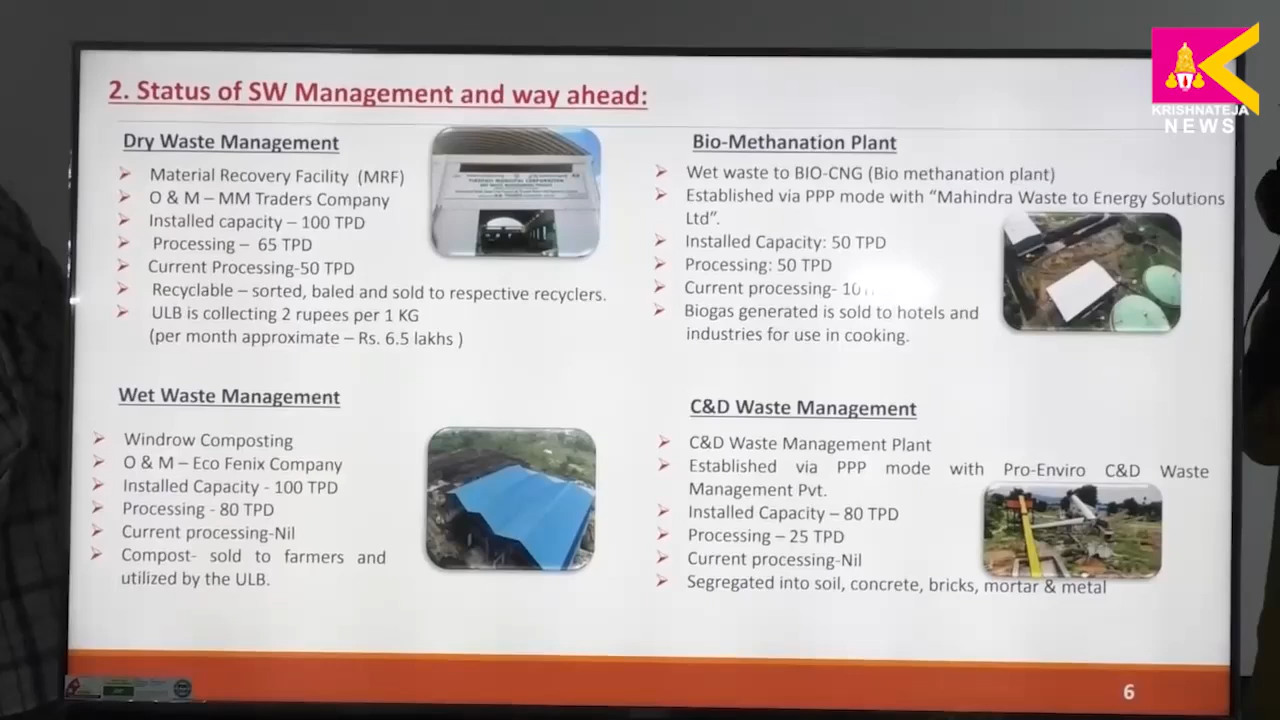 KRISHNATEJA
NEWS
2. Status of SW Management and way ahead:
Dry Waste Management
Material Recovery Facility (MRF)
O & M – MM Traders Company
Installed capacity – 100 TPD
Processing – 65 TPD
Current Processing-50 TPD
Recyclable – sorted, baled and sold to respective recyclers.
ULB is collecting 2 rupees per 1 KG
(per month approximate – Rs. 6.5 lakhs )
Wet Waste Management
Windrow Composting
O & M – Eco Fenix Company
Installed Capacity - 100 TPD
Processing - 80 TPD
Current processing-Nil
Compost- sold to farmers and
utilized by the ULB.
Bio-Methanation Plant
Wet waste to BIO-CNG (Bio methanation plant)
Established via PPP mode with “Mahindra Waste to Energy Solutions
Ltd”.
Installed Capacity: 50 TPD
Processing: 50 TPD
Current processing-
Biogas generated is sold to hotels and
industries for use in cooking.
C&D Waste Management
C&D Waste Management Plant
Established via PPP mode with Pro-Enviro C&D Waste
Management Pvt.
Installed Capacity – 80 TPD
Processing – 25 TPD
Current processing-Nil
Segregated into soil, concrete, bricks, mortar & metal
6